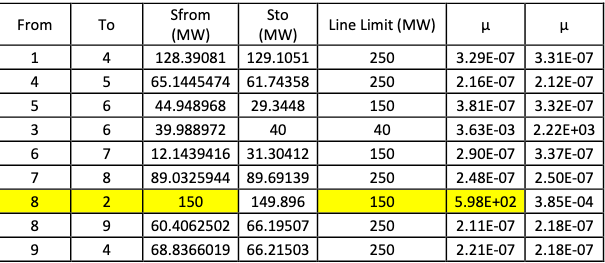 From To Sfrom (MW) Sto (MW) Line Limit (MW) μ μ
1 4 128.39081 129.1051 250 3.29E-07 3.31E-07
4 5 65.1445474 61.74358 250 2.16E-07 2.12E-07
5 6 44.948968 29.3448 150 3.81E-07 3.32E-07
3 6 39.988972 40 40 3.63E-03 2.22E+03
6 7 12.1439416 31.30412 150 2.90E-07 3.37E-07
7 8 89.0325944 89.69139 250 2.48E-07 2.50E-07
8 2 150 149.896 150 5.98E+02 3.85E-04
8 9 60.4062502 66.19507 250 2.11E-07 2.18E-07
9 4 68.8366019 66.21503 250 2.21E-07 2.18E-07